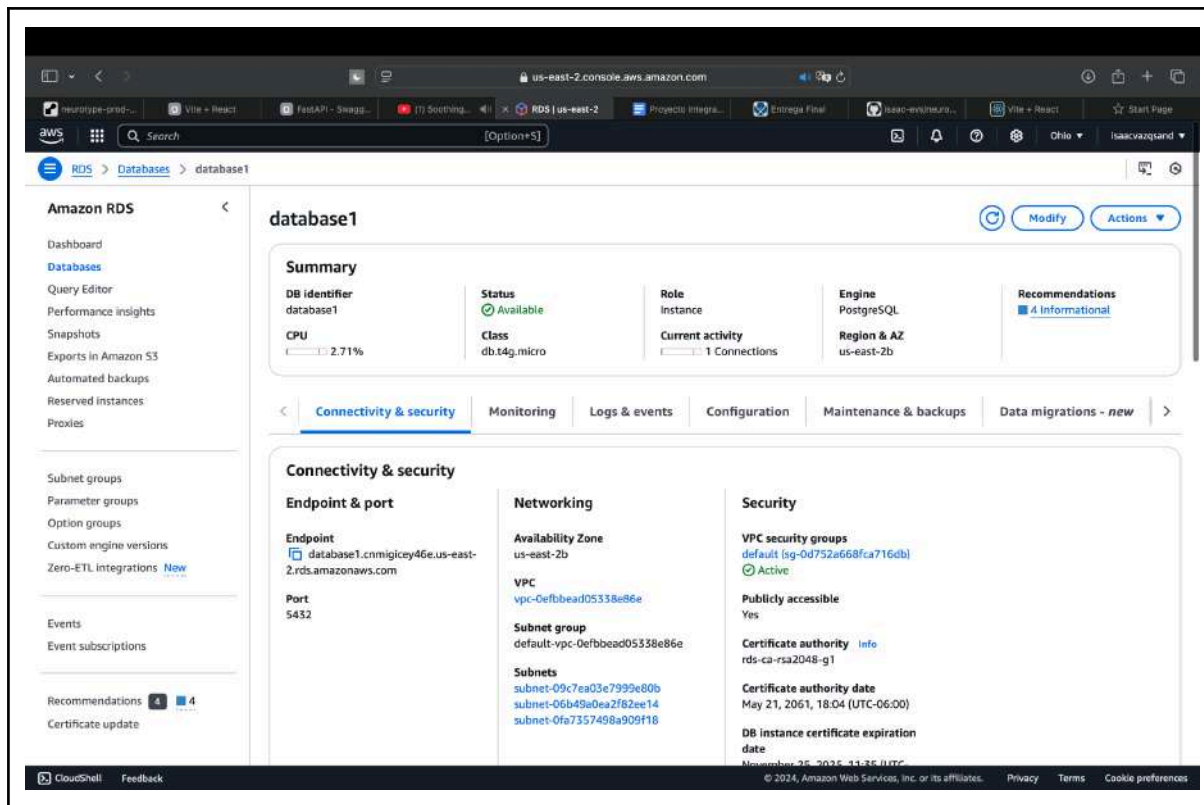 us-east-2.console.aws.amazon.com
neurotype-prod-...
Vite + React
FastAPI - Swagg...
(1) Soothing...
RDS | us-east-2
Proyecto Integra...
Entrega Final
Vite + React
Start Page
aws
Search
[Option+S]
Ohio
isaacvazqsand
RDS > Databases > database1
Amazon RDS
Dashboard
Databases
Query Editor
Performance insights
Snapshots
Exports in Amazon S3
Automated backups
Reserved instances
Proxies
Subnet groups
Parameter groups
Option groups
Custom engine versions
Zero-ETL integrations New
Events
Event subscriptions
Recommendations 4 4
Certificate update
database1
Modify
Actions
Summary
DB identifier
database1
Status
Available
Role
Instance
Engine
PostgreSQL
Recommendations
4 Informational
CPU
2.71%
Class
db.t4g.micro
Current activity
1 Connections
Region & AZ
us-east-2b
Connectivity & security
Monitoring
Logs & events
Configuration
Maintenance & backups
Data migrations - new
Connectivity & security
Endpoint & port
Endpoint
database1.cnmigicey46e.us-east-
2.rds.amazonaws.com
Port
5432
Networking
Availability Zone
us-east-2b
VPC
vpc-0efbbead05338e86e
Subnet group
default-vpc-0efbbead05338e86e
Subnets
subnet-09c7ea03e7999e80b
subnet-06b49a0ea2f82ee14
subnet-0fa7357498a909f18
Security
VPC security groups
default (sg-0d752a668fca716db)
Active
Publicly accessible
Yes
Certificate authority Info
rds-ca-rsa2048-g1
Certificate authority date
May 21, 2061, 18:04 (UTC-06:00)
DB instance certificate expiration
date
November 25, 2025, 11:35 (UTC-
CloudShell
Feedback
© 2024, Amazon Web Services, Inc. or its affiliates.
Privacy
Terms
Cookie preferences